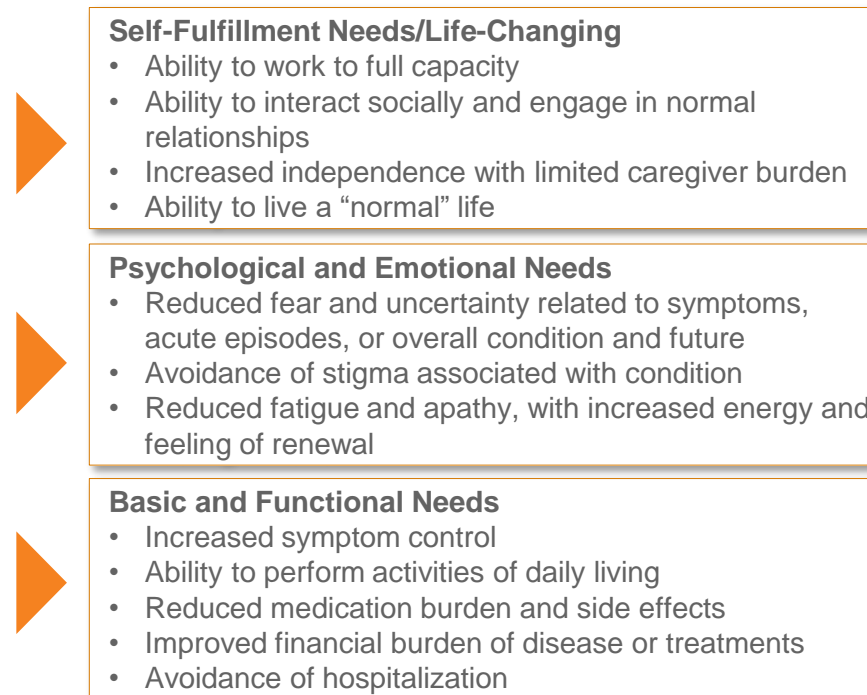 Self-Fulfillment Needs/Life-Changing
• Ability to work to full capacity
• Ability to interact socially and engage in normal
relationships
• Increased independence with limited caregiver burden
• Ability to live a “normal” life
Psychological and Emotional Needs
• Reduced fear and uncertainty related to symptoms,
acute episodes, or overall condition and future
• Avoidance of stigma associated with condition
• Reduced fatigue and apathy, with increased energy and
feeling of renewal
Basic and Functional Needs
• Increased symptom control
• Ability to perform activities of daily living
• Reduced medication burden and side effects
• Improved financial burden of disease or treatments
• Avoidance of hospitalization